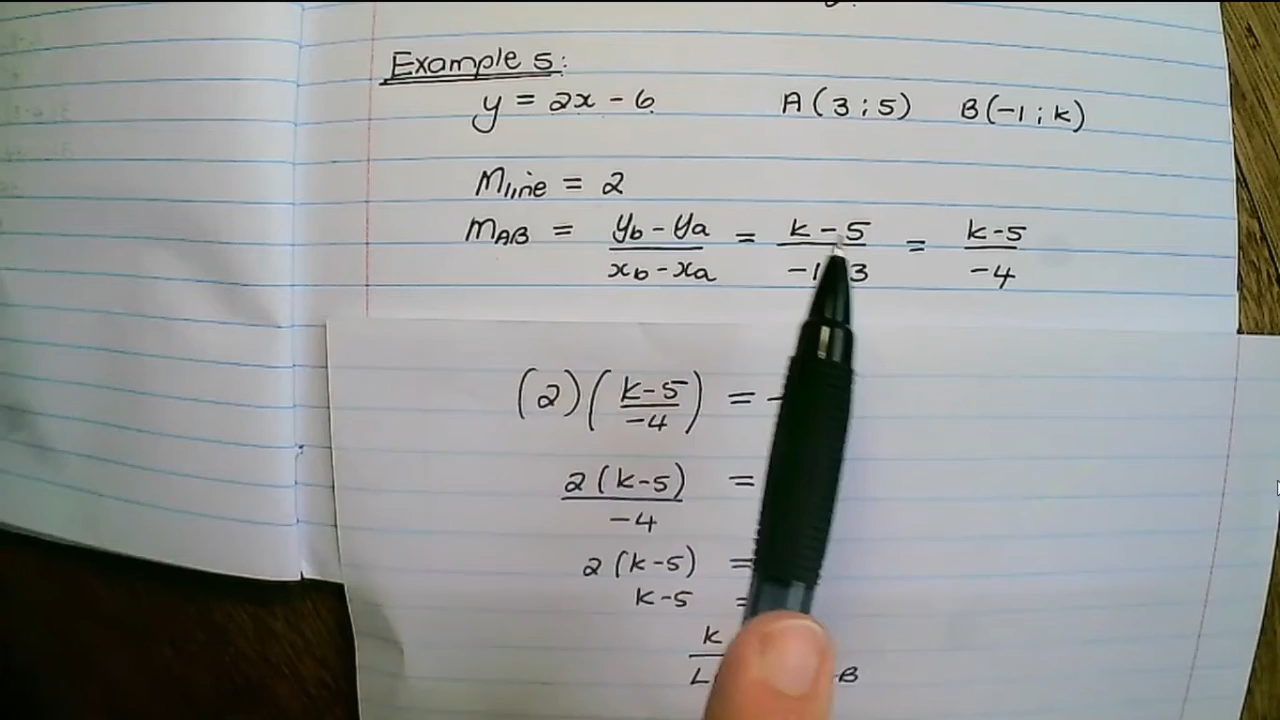 Example 5:
y = 2x - 6 A(3;5) B(-1;k)
Mline = 2
MAB = yb - ya / xb - xa = k - 5 / -1 3 = k-5 / -4
(2)(k-5 / -4) = -
2(k-5) / -4 =
2(k-5) =
k-5 =
k
B